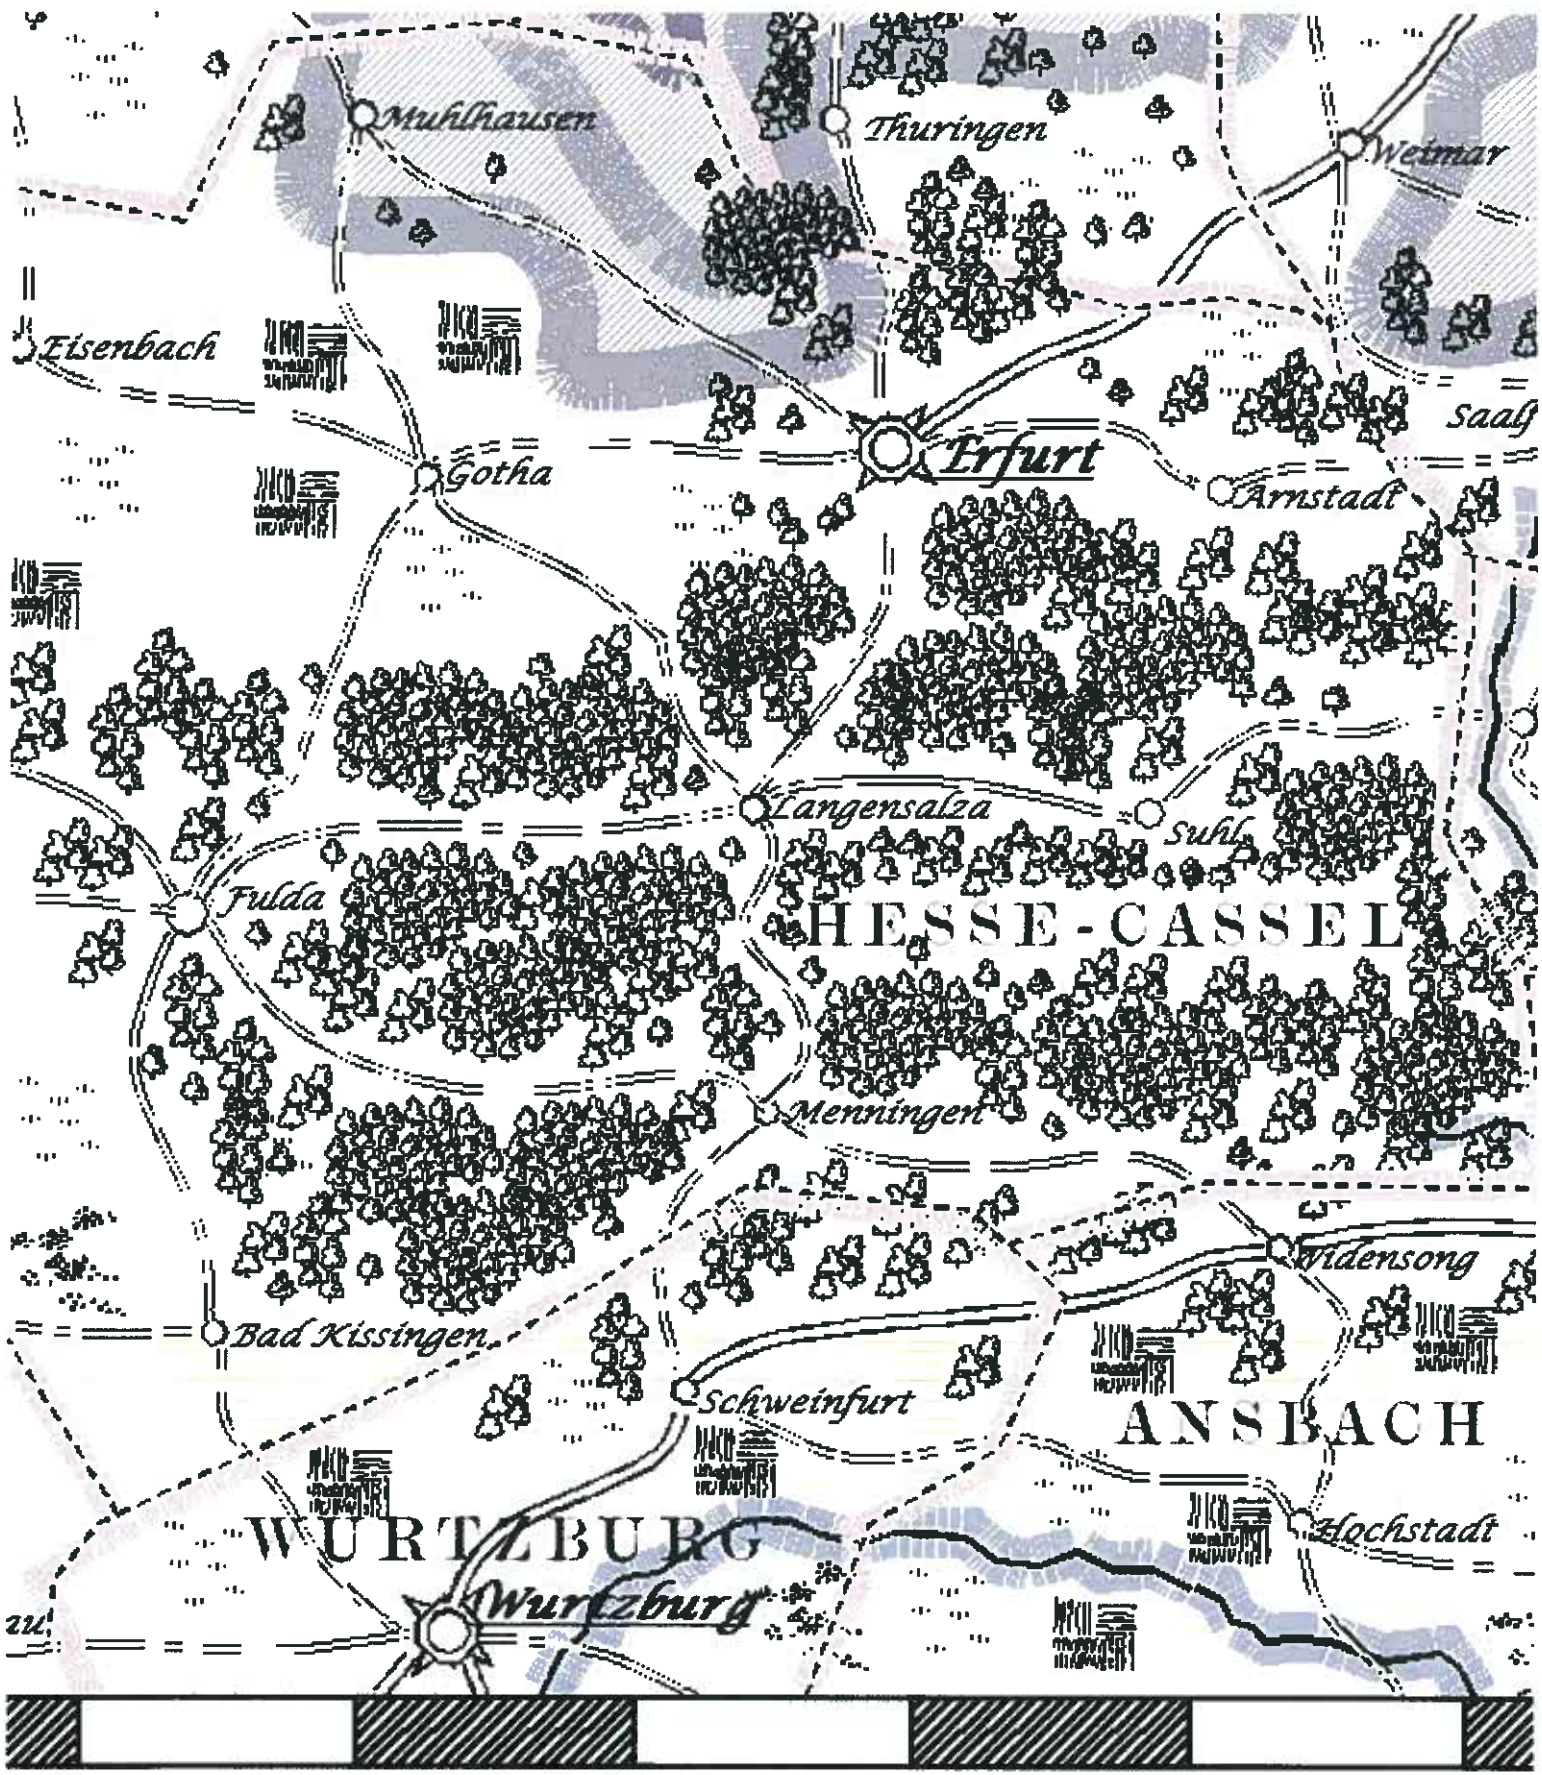 Muhlhausen
Thuringen
Weimar
Eisenbach
Saalf
Gotha
Erfurt
Arnstadt
Langensalza
Suhl
Fulda
HESSE-CASSEL
Menningen
Widensong
Bad Kissingen
Schweinfurt
ANSBACH
WURTZBURG
Hochstadt
Wurtzburg
au